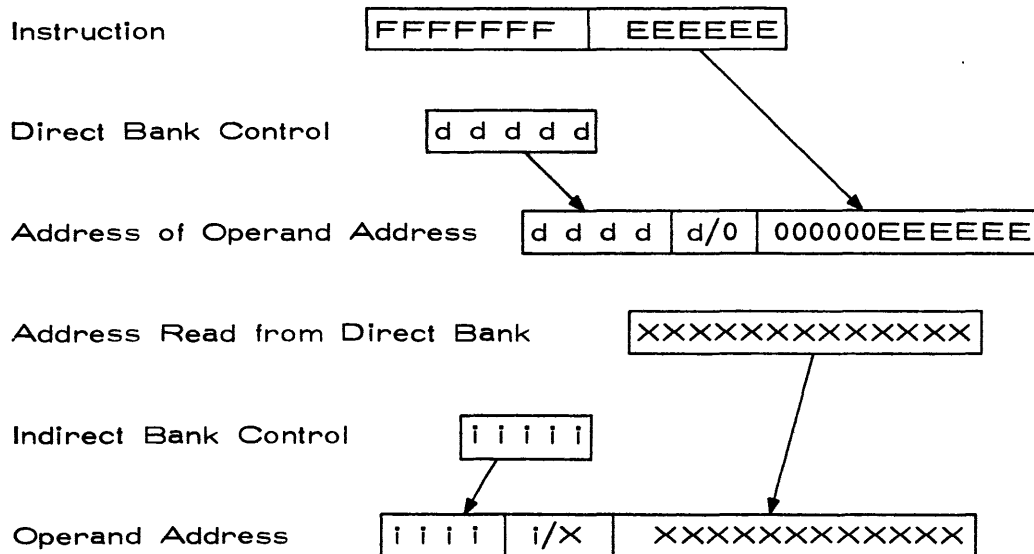 Instruction FFFFFFF EEEEEE
Direct Bank Control d d d d d
Address of Operand Address d d d d d/0 000000EEEEEE
Address Read from Direct Bank XXXXXXXXXXXXX
Indirect Bank Control i i i i i
Operand Address i i i i i/X XXXXXXXXXXXX